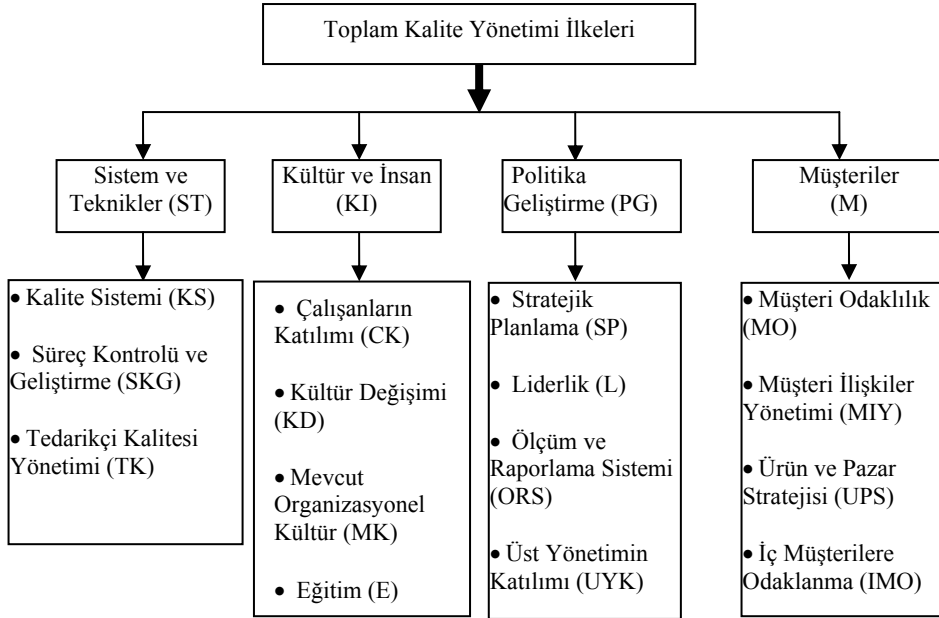 Toplam Kalite Yönetimi İlkeleri
Sistem ve
Teknikler (ST)
Kültür ve İnsan
(KI)
Politika
Geliştirme (PG)
Müşteriler
(M)
• Kalite Sistemi (KS)
• Süreç Kontrolü ve
Geliştirme (SKG)
• Tedarikçi Kalitesi
Yönetimi (TK)
• Çalışanların
Katılımı (CK)
• Kültür Değişimi
(KD)
• Mevcut
Organizasyonel
Kültür (MK)
• Eğitim (E)
• Stratejik
Planlama (SP)
• Liderlik (L)
• Ölçüm ve
Raporlama Sistemi
(ORS)
• Üst Yönetimin
Katılımı (UYK)
• Müşteri Odaklılık
(MO)
• Müşteri İlişkiler
Yönetimi (MIY)
• Ürün ve Pazar
Stratejisi (UPS)
• İç Müşterilere
Odaklanma (IMO)